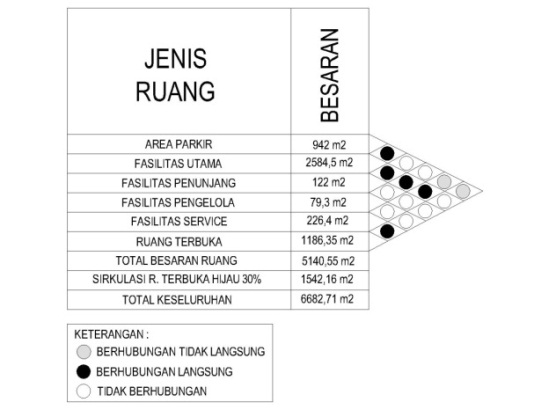 JENIS
RUANG
BESARAN
AREA PARKIR 942 m2
FASILITAS UTAMA 2584,5 m2
FASILITAS PENUNJANG 122 m2
FASILITAS PENGELOLA 79,3 m2
FASILITAS SERVICE 226,4 m2
RUANG TERBUKA 1186,35 m2
TOTAL BESARAN RUANG 5140,55 m2
SIRKULASI R. TERBUKA HIJAU 30% 1542,16 m2
TOTAL KESELURUHAN 6682,71 m2
KETERANGAN :
BERHUBUNGAN TIDAK LANGSUNG
BERHUBUNGAN LANGSUNG
TIDAK BERHUBUNGAN